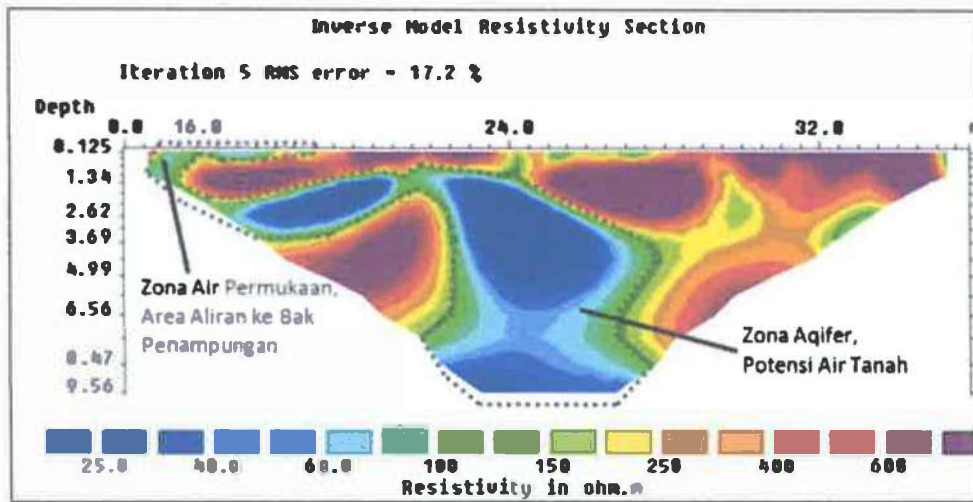 Inverse Model Resistivity Section
Iteration 5 RMS error = 17.2 %
Depth
0.0 16.0 24.0 32.0
0.125
1.34
2.62
3.69
4.99
6.56
8.47
9.56
Zona Air Permukaan,
Area Aliran ke Bak
Penampungan
Zona Aqifer,
Potensi Air Tanah
25.0 40.0 60.0 100 150 250 400 600
Resistivity in ohm.m